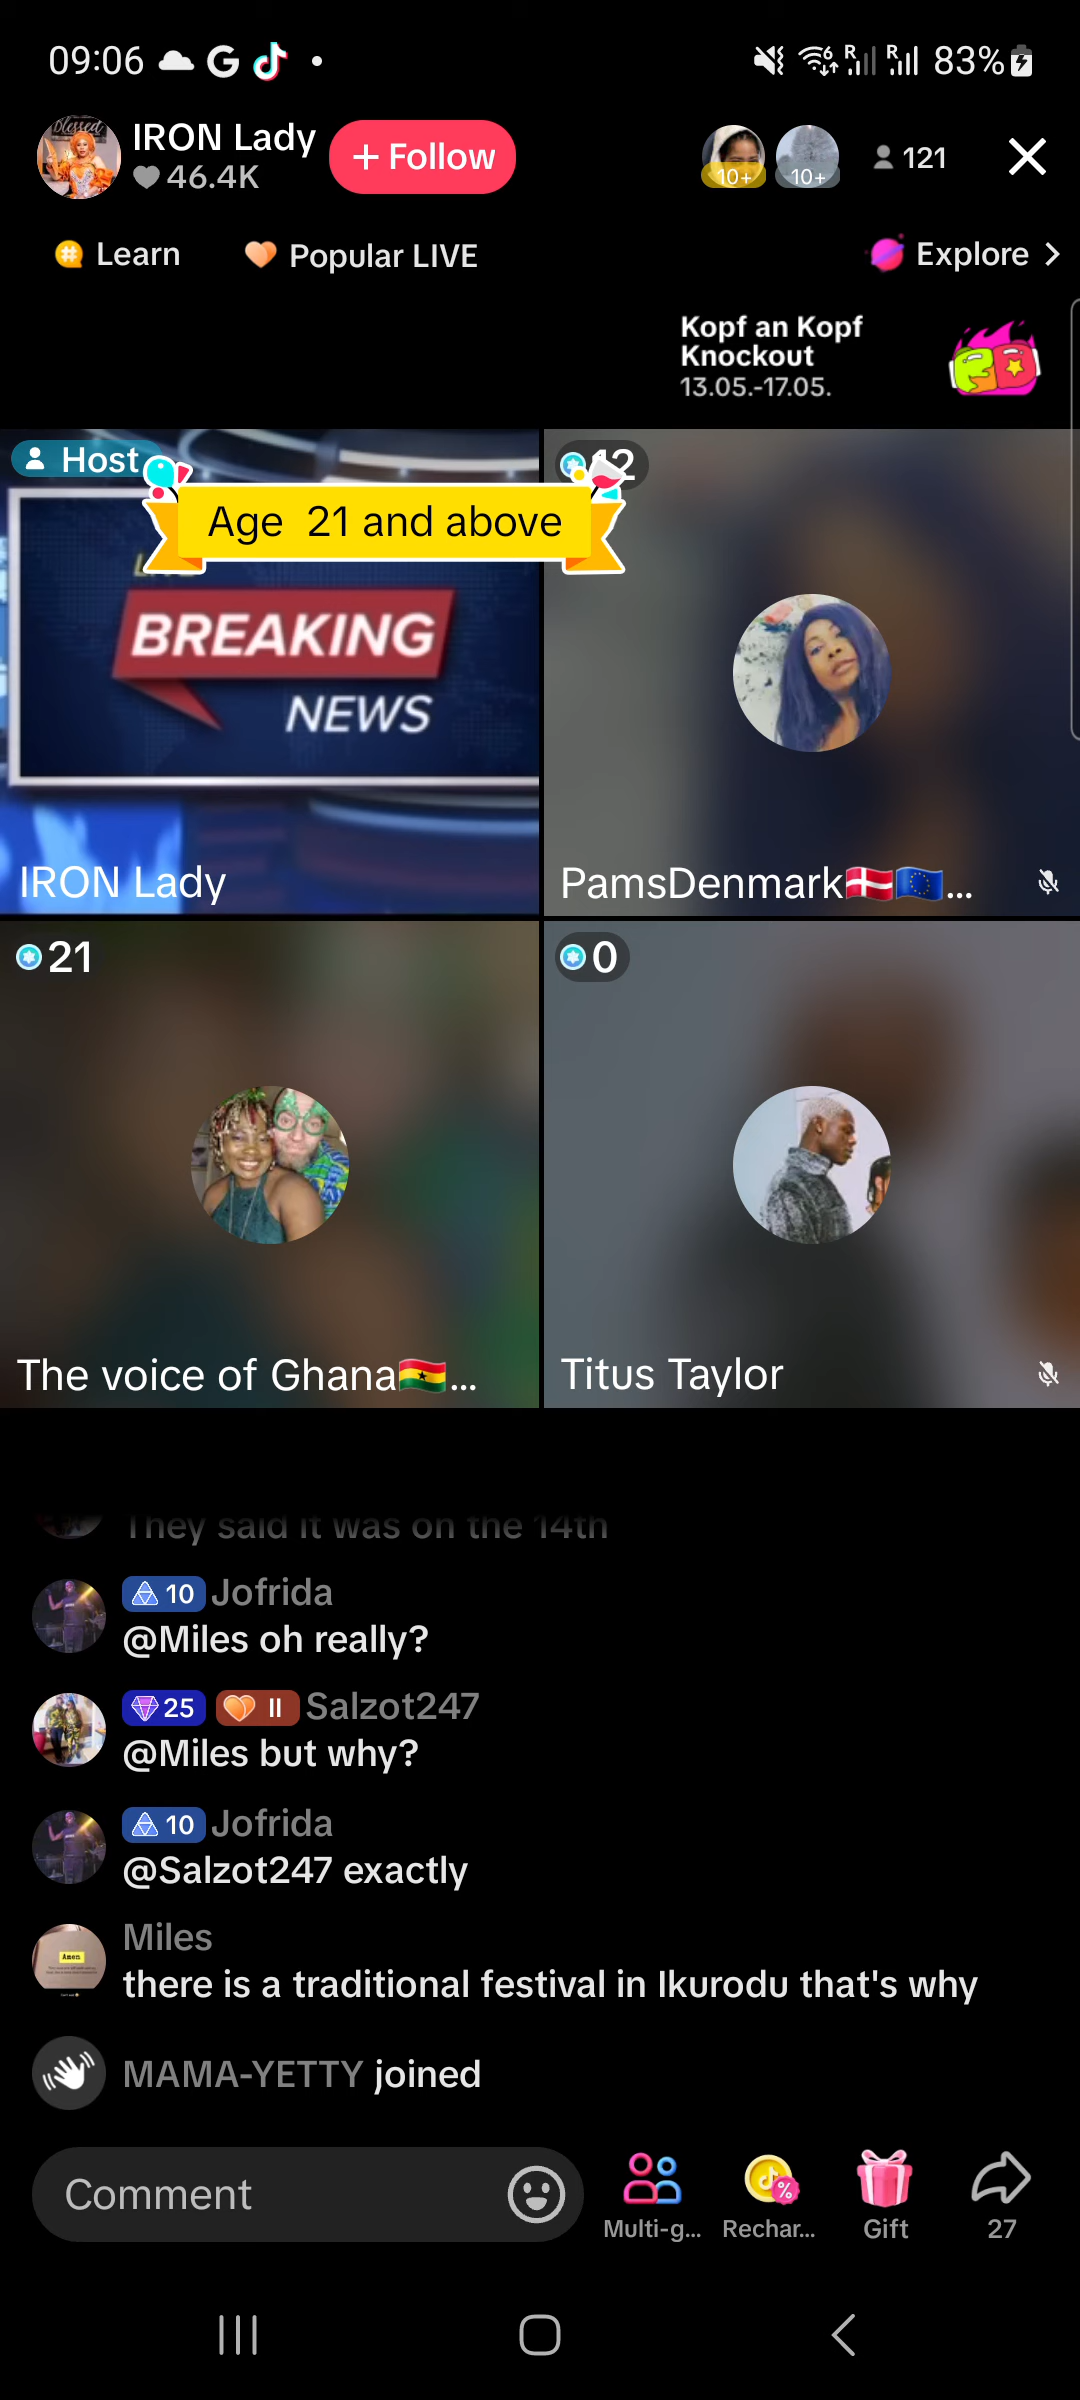 09:06
83%
Blessed
IRON Lady
46.4K
+ Follow
10+
10+
121
Learn
Popular LIVE
Explore
Kopf an Kopf
Knockout
13.05.-17.05.
Host
12
Age 21 and above
BREAKING
NEWS
IRON Lady
PamsDenmark🇩🇰🇪🇺...
21
0
The voice of Ghana🇬🇭...
Titus Taylor
They said it was on the 14th
10 Jofrida
@Miles oh really?
25 II Salzot247
@Miles but why?
10 Jofrida
@Salzot247 exactly
Amen
Miles
there is a traditional festival in Ikurodu that's why
MAMA-YETTY joined
Comment
Multi-g...
Rechar...
Gift
27